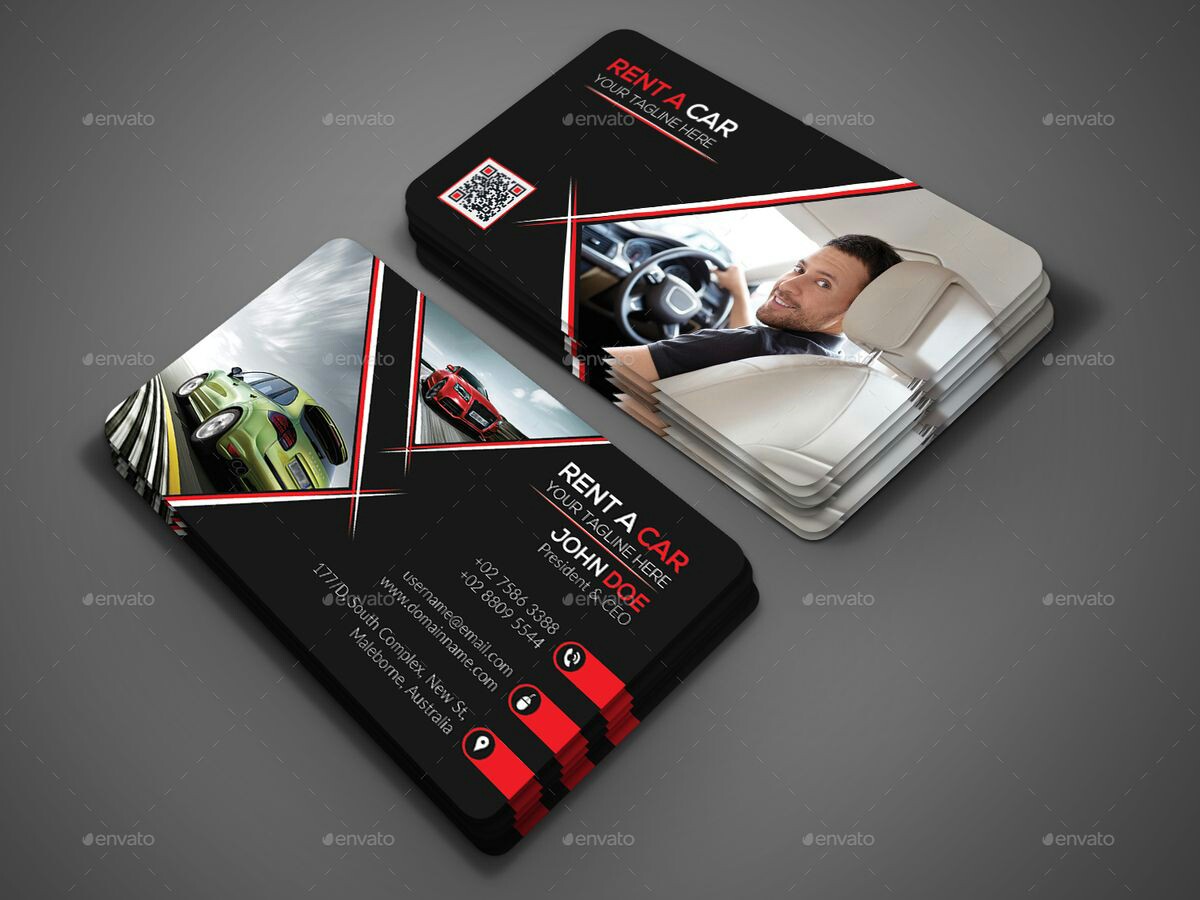 RENT A CAR
YOUR TAGLINE HERE
RENT A CAR
YOUR TAGLINE HERE
JOHN DOE
President & CEO
+02 7586 3388
+02 8809 5544
username@email.com
www.domainname.com
177/D, South Complex, New St,
Maleborne, Australia
envato envato envato envato envato
envato envato envato envato envato
envato envato envato envato envato
envato envato envato envato envato